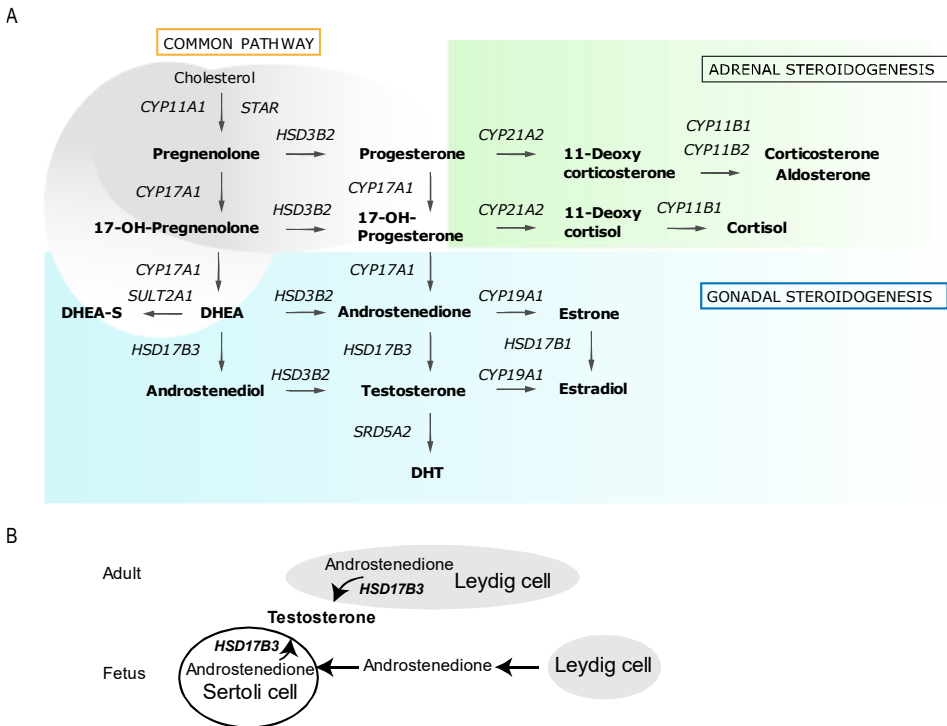 A
COMMON PATHWAY
ADRENAL STEROIDOGENESIS
Cholesterol
CYP11A1 STAR
CYP11B1
HSD3B2 CYP21A2
CYP11B2
Pregnenolone Progesterone 11-Deoxy
corticosterone Corticosterone
Aldosterone
CYP17A1 CYP17A1
HSD3B2 CYP21A2 CYP11B1
17-OH-Pregnenolone 17-OH-
Progesterone 11-Deoxy
cortisol Cortisol
CYP17A1 CYP17A1
SULT2A1 HSD3B2 CYP19A1
GONADAL STEROIDOGENESIS
DHEA-S DHEA Androstenedione Estrone
HSD17B3 HSD17B3 HSD17B1
HSD3B2 CYP19A1
Androstenediol Testosterone Estradiol
SRD5A2
DHT
B
Adult
Androstenedione
HSD17B3
Leydig cell
Testosterone
HSD17B3
Fetus
Androstenedione
Sertoli cell
Androstenedione
Leydig cell